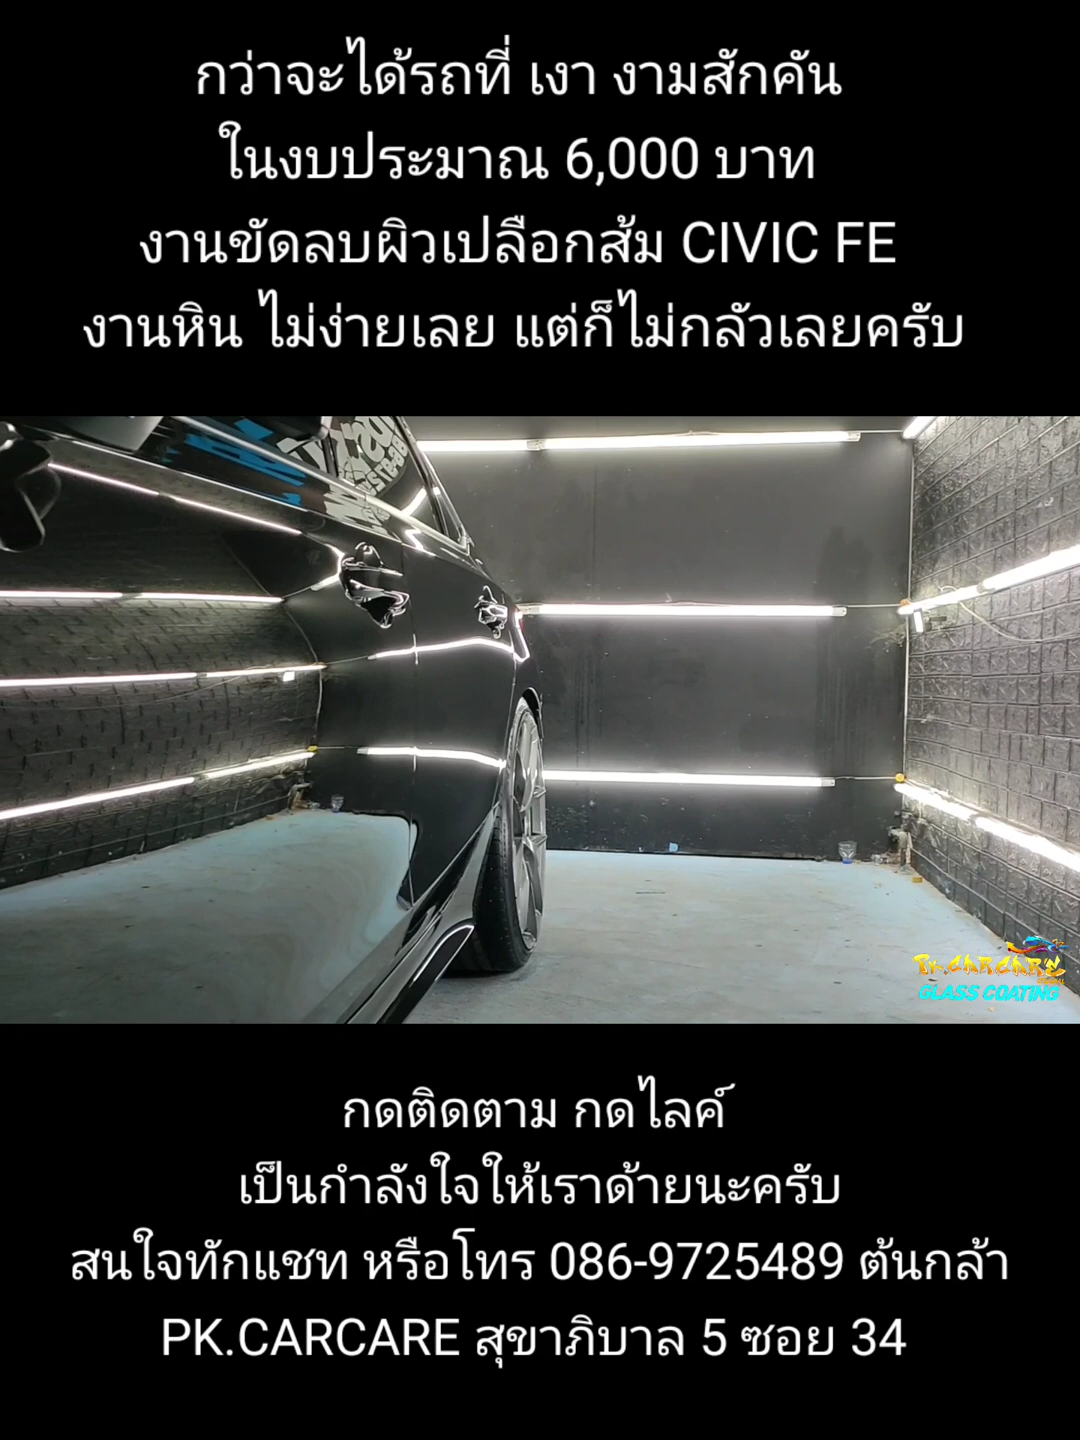 กว่าจะได้รถที่ เงา งามสักคัน
ในงบประมาณ 6,000 บาท
งานขัดลบผิวเปลือกส้ม CIVIC FE
งานหิน ไม่ง่ายเลย แต่ก็ไม่กลัวเลยครับ
PK.CARCARE
GLASS COATING
กดติดตาม กดไลค์
เป็นกำลังใจให้เราด้ายนะครับ
สนใจทักแชท หรือโทร 086-9725489 ต้นกล้า
PK.CARCARE สุขาภิบาล 5 ซอย 34